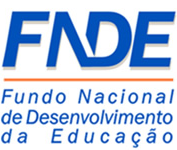 FNDE
Fundo Nacional
de Desenvolvimento
da Educação